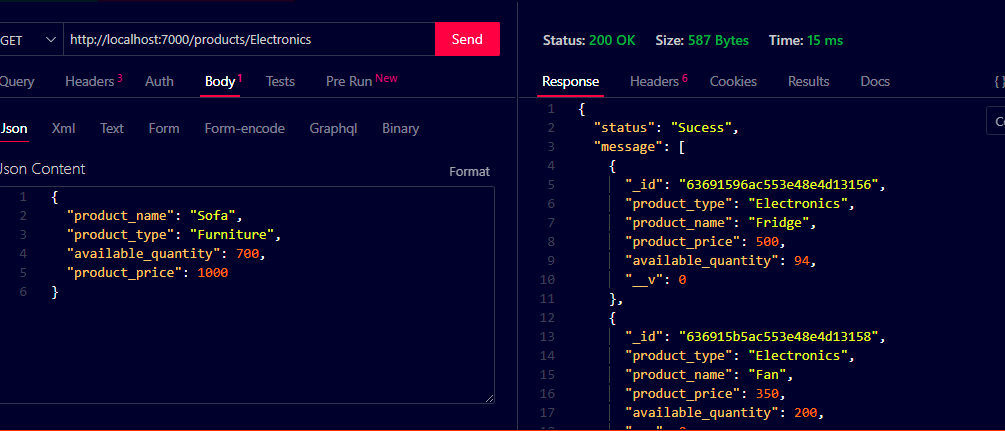 GET http://localhost:7000/products/Electronics Send
Query Headers 3 Auth Body 1 Tests Pre Run New
Json Xml Text Form Form-encode Graphql Binary
Json Content Format
1 {
2 "product_name": "Sofa",
3 "product_type": "Furniture",
4 "available_quantity": 700,
5 "product_price": 1000
6 }
Status: 200 OK Size: 587 Bytes Time: 15 ms
Response Headers 6 Cookies Results Docs {}
1 {
2 "status": "Sucess",
3 "message": [
4 {
5 "_id": "63691596ac553e48e4d13156",
6 "product_type": "Electronics",
7 "product_name": "Fridge",
8 "product_price": 500,
9 "available_quantity": 94,
10 "__v": 0
11 },
12 {
13 "_id": "636915b5ac553e48e4d13158",
14 "product_type": "Electronics",
15 "product_name": "Fan",
16 "product_price": 350,
17 "available_quantity": 200,